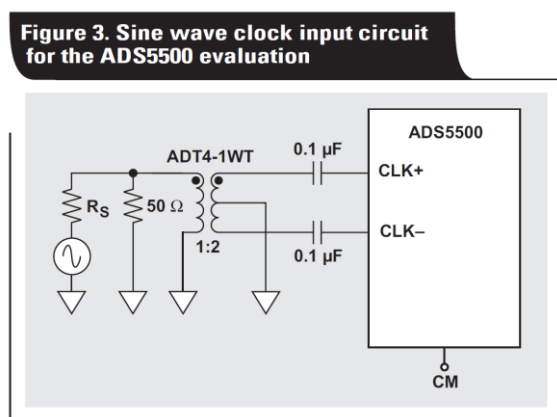 Figure 3. Sine wave clock input circuit
for the ADS5500 evaluation
ADS5500
ADT4-1WT
0.1 µF
CLK+
RS
50 Ω
CLK–
1:2
0.1 µF
CM